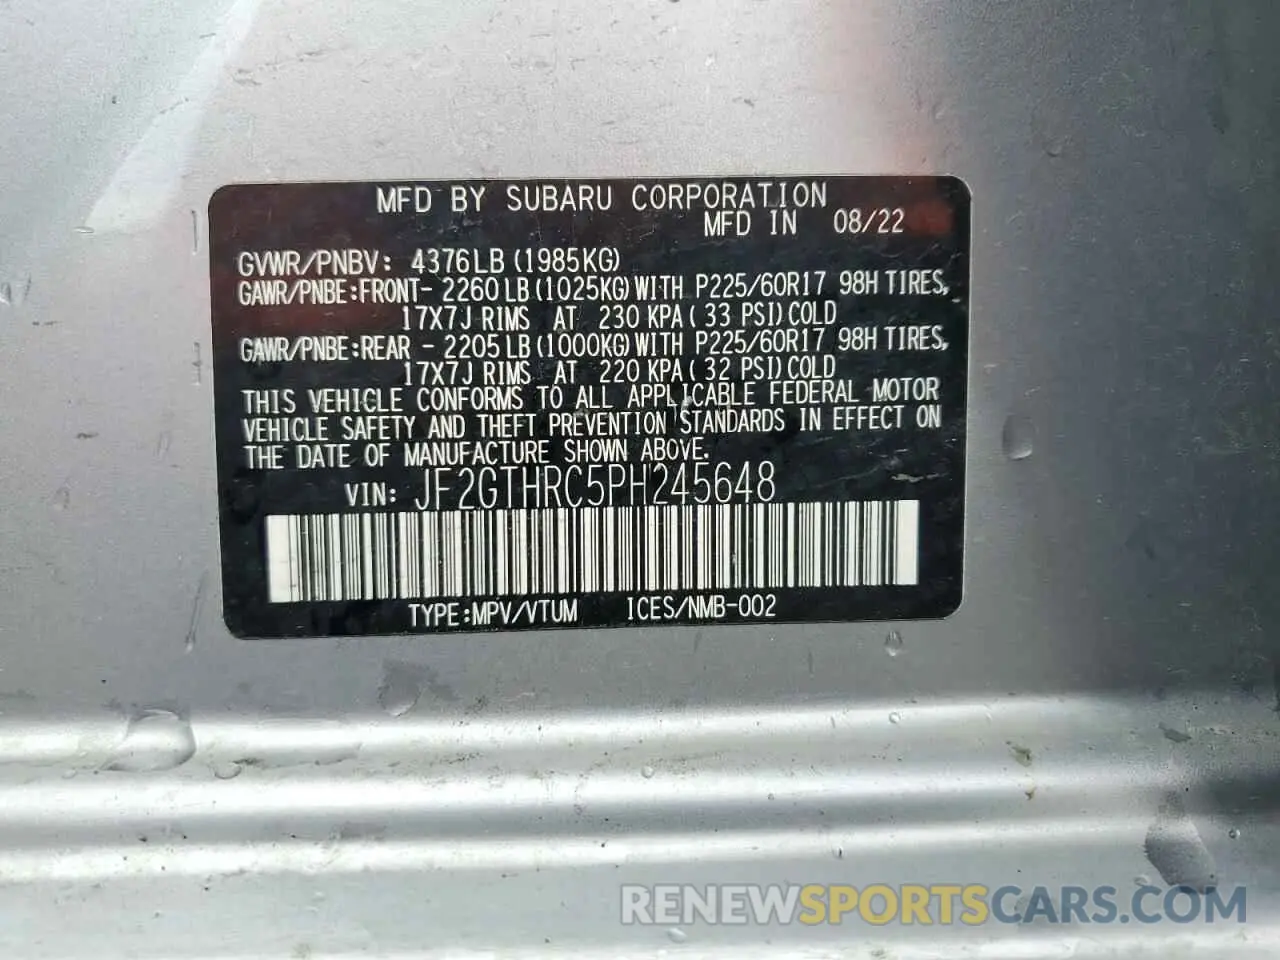 MFD BY SUBARU CORPORATION
MFD IN 08/22
GVWR/PNBV: 4376LB (1985KG)
GAWR/PNBE:FRONT- 2260LB (1025KG) WITH P225/60R17 98H TIRES,
17X7J RIMS AT 230 KPA ( 33 PSI) COLD
GAWR/PNBE:REAR - 2205LB (1000KG) WITH P225/60R17 98H TIRES,
17X7J RIMS AT 220 KPA ( 32 PSI) COLD
THIS VEHICLE CONFORMS TO ALL APPLICABLE FEDERAL MOTOR
VEHICLE SAFETY AND THEFT PREVENTION STANDARDS IN EFFECT ON
THE DATE OF MANUFACTURE SHOWN ABOVE.
VIN: JF2GTHRC5PH245648
TYPE:MPV/VTUM ICES/NMB-002
RENEWSPORTSCARS.COM